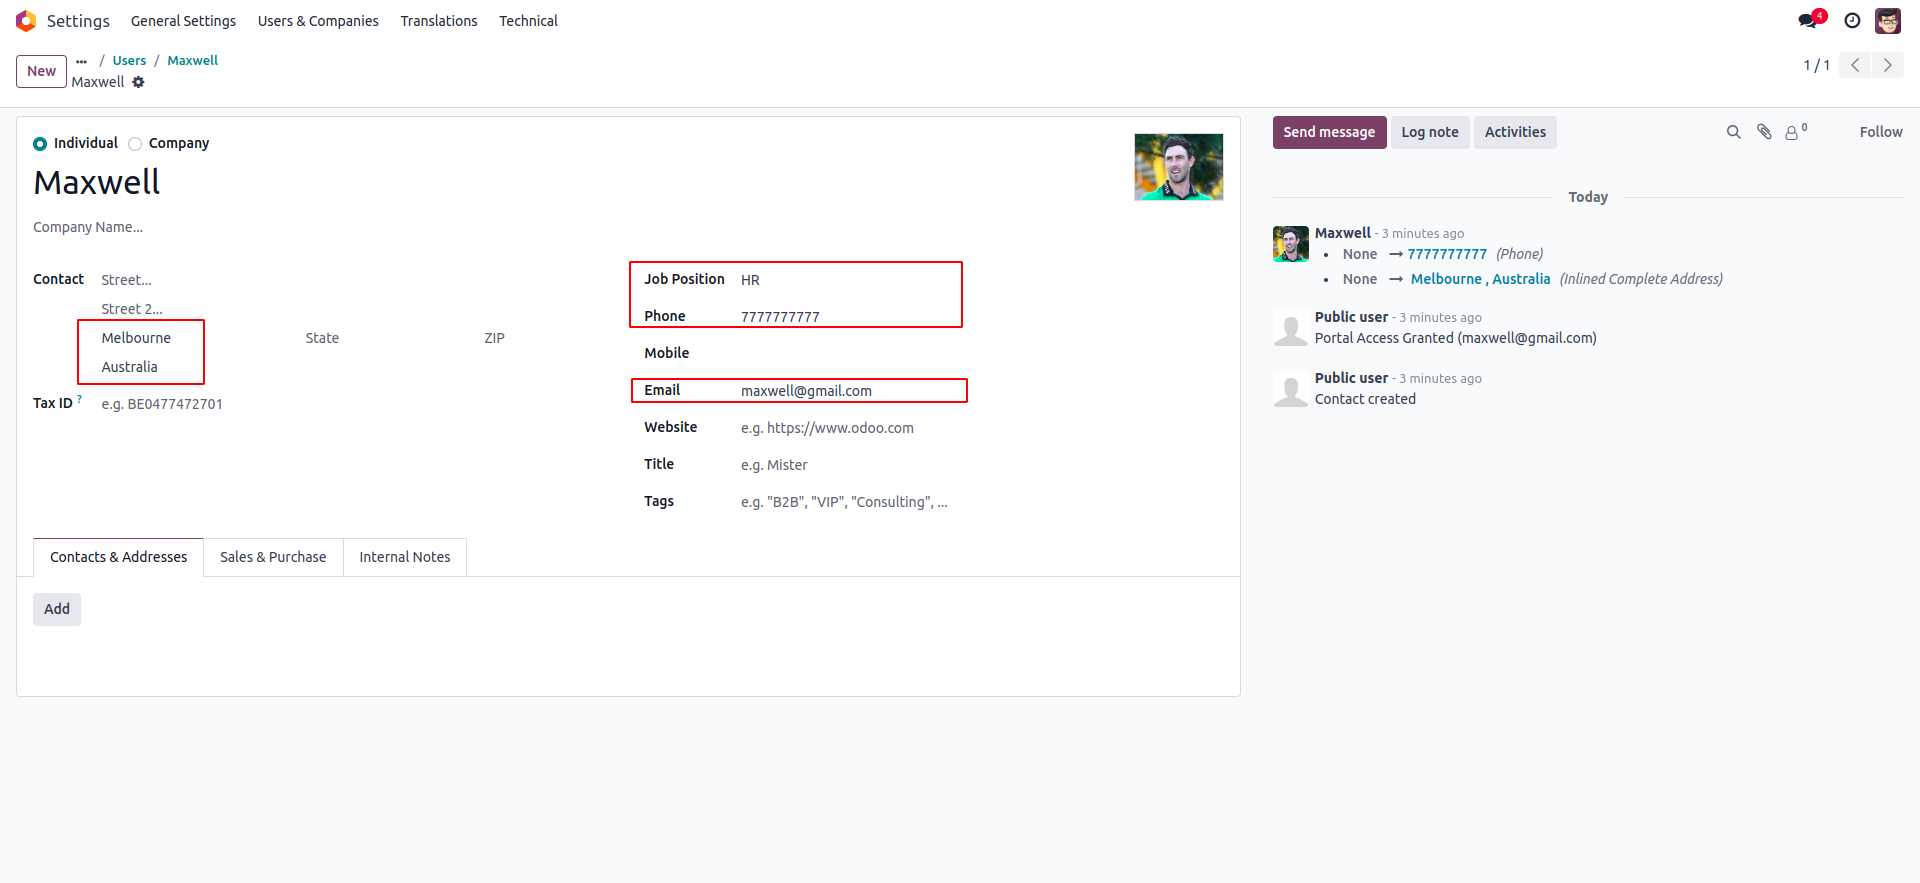 Settings General Settings Users & Companies Translations Technical 4
New ... / Users / Maxwell
Maxwell
1 / 1
Individual Company
Maxwell
Company Name...
Contact Street...
Street 2...
Melbourne State ZIP
Australia
Tax ID ? e.g. BE0477472701
Job Position HR
Phone 7777777777
Mobile
Email maxwell@gmail.com
Website e.g. https://www.odoo.com
Title e.g. Mister
Tags e.g. "B2B", "VIP", "Consulting", ...
Contacts & Addresses Sales & Purchase Internal Notes
Add
Send message Log note Activities 0 Follow
Today
Maxwell - 3 minutes ago
• None → 7777777777 (Phone)
• None → Melbourne , Australia (Inlined Complete Address)
Public user - 3 minutes ago
Portal Access Granted (maxwell@gmail.com)
Public user - 3 minutes ago
Contact created